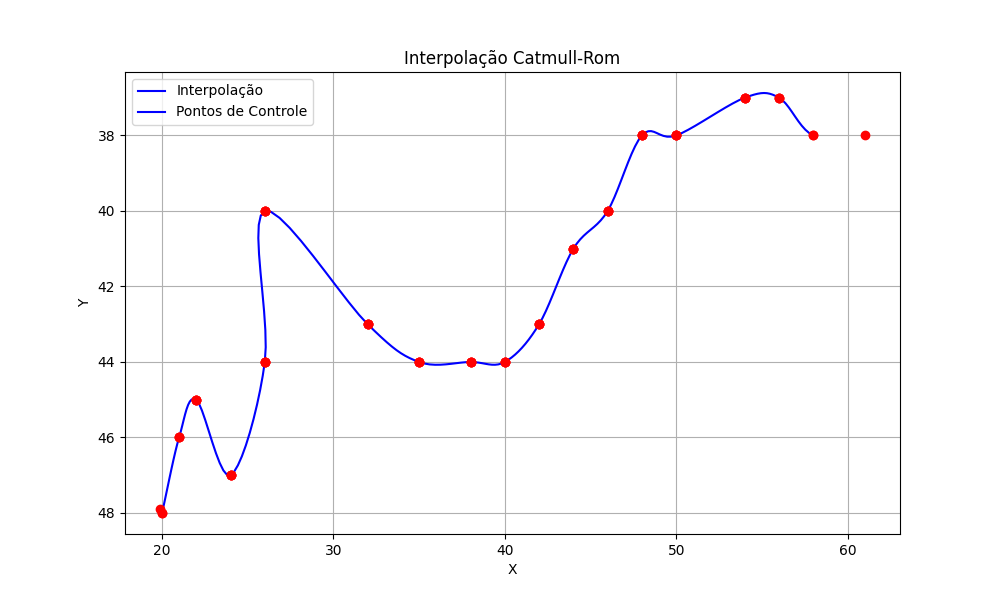 Interpolação Catmull-Rom
Interpolação
Pontos de Controle
38
40
42
44
46
48
Y
20 30 40 50 60
X